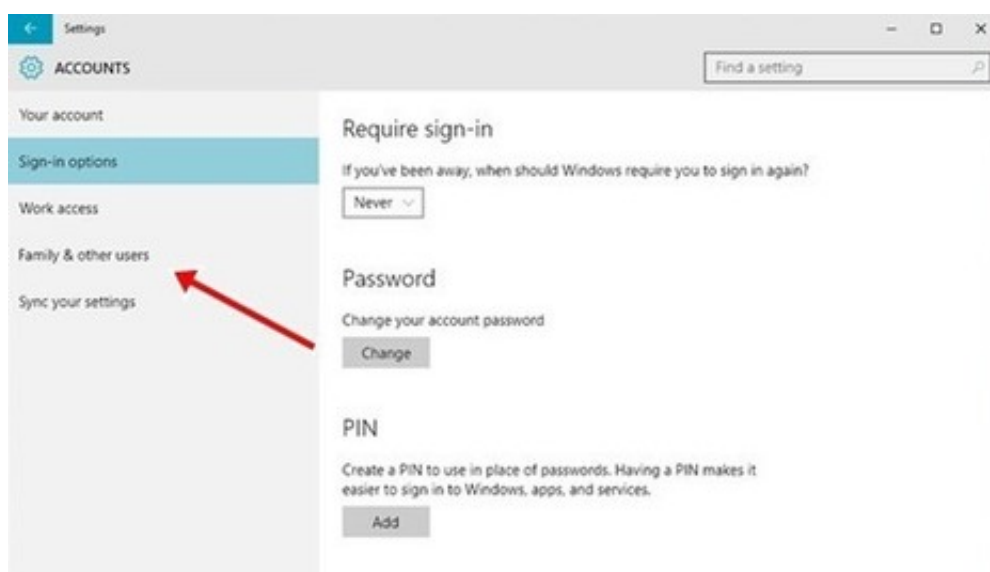 Settings
ACCOUNTS
Find a setting
Your account
Sign-in options
Work access
Family & other users
Sync your settings
Require sign-in
If you've been away, when should Windows require you to sign in again?
Never
Password
Change your account password
Change
PIN
Create a PIN to use in place of passwords. Having a PIN makes it
easier to sign in to Windows, apps, and services.
Add